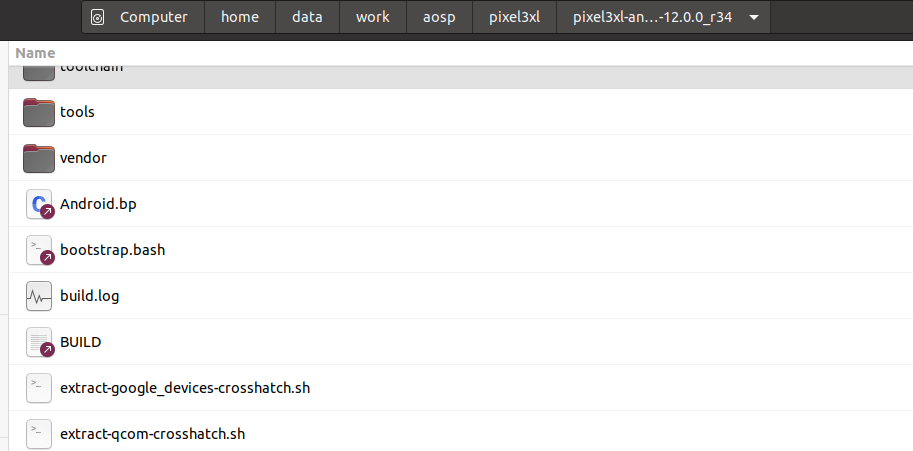 Computer home data work aosp pixel3xl pixel3xl-an...-12.0.0_r34
Name
toolchain
tools
vendor
Android.bp
bootstrap.bash
build.log
BUILD
extract-google_devices-crosshatch.sh
extract-qcom-crosshatch.sh